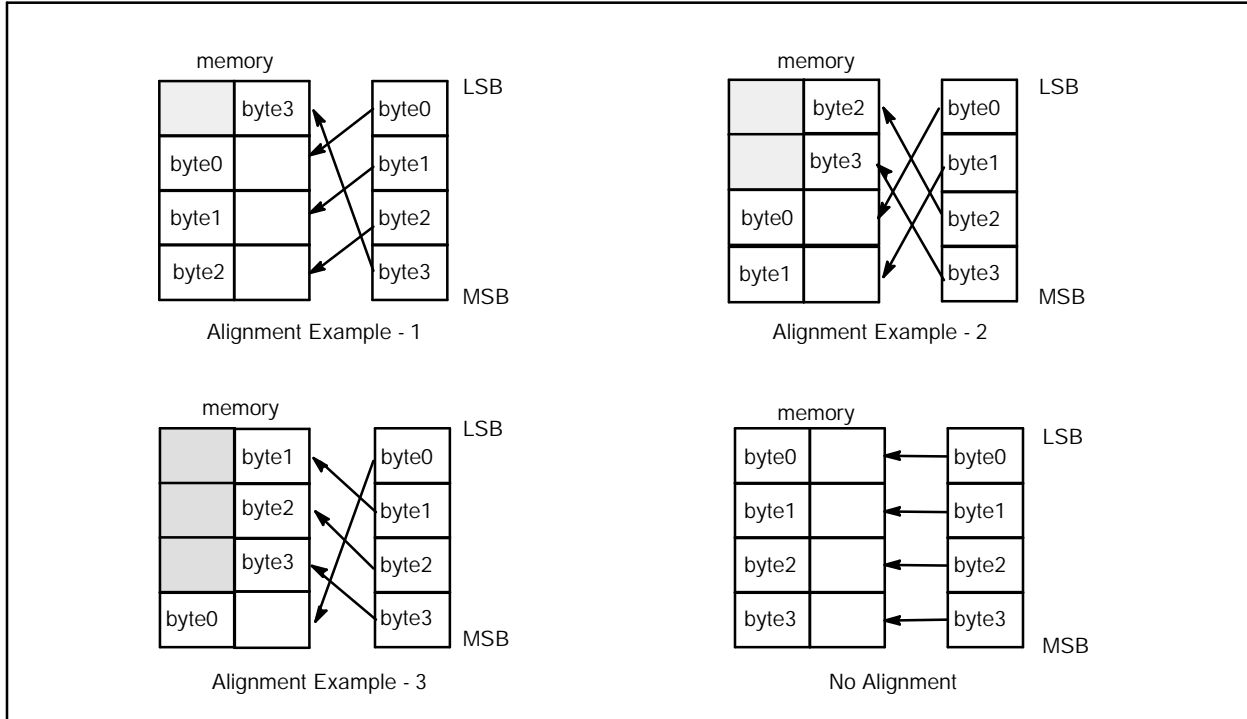 memory
LSB
byte3 byte0
byte0 byte1
byte1 byte2
byte2 byte3
MSB
Alignment Example - 1
memory
LSB
byte2 byte0
byte3 byte1
byte0 byte2
byte1 byte3
MSB
Alignment Example - 2
memory
LSB
byte1 byte0
byte2 byte1
byte3 byte2
byte0 byte3
MSB
Alignment Example - 3
memory
LSB
byte0 byte0
byte1 byte1
byte2 byte2
byte3 byte3
MSB
No Alignment